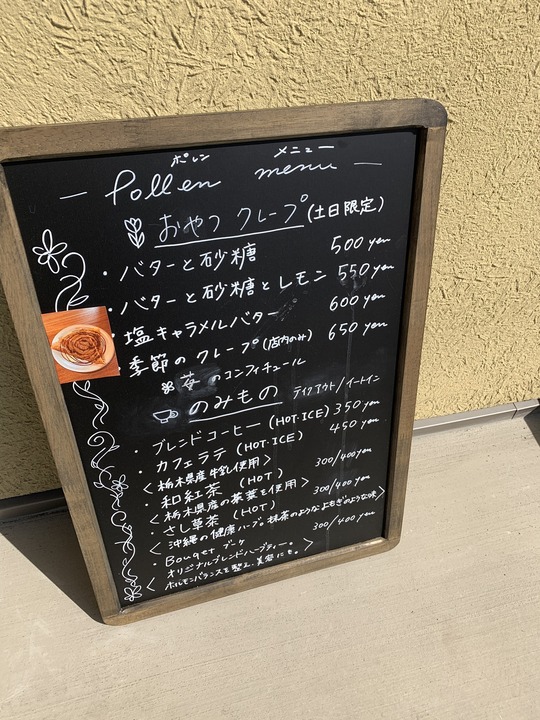 ポレン メニュー
— Pollen menu —
おやつ クレープ (土日限定)
・バターと砂糖 500 yen
・バターと砂糖とレモン 550 yen
・塩キャラメルバター 600 yen
・季節のクレープ(店内のみ) 650 yen
※苺のコンフィチュール
のみもの テイクアウト/イートイン
・ブレンドコーヒー (HOT・ICE) 350 yen
・カフェラテ (HOT・ICE) 450 yen
<栃木県産牛乳使用>
・和紅茶 (HOT) 300/400 yen
<栃木県産の茶葉を使用>
・さし草茶 (HOT) 300/400 yen
<沖縄の健康ハーブ 抹茶のようなよもぎのような味>
・Bouget ブーケ 300/400 yen
オリジナルブレンドハーブティー。
<ホルモンバランスを整え、美容にも。>